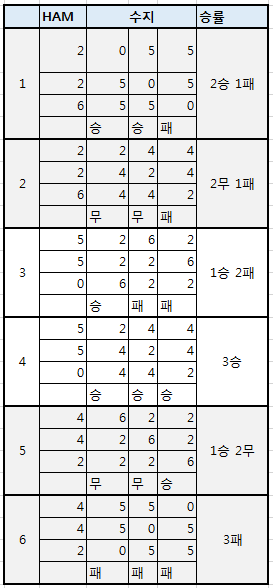 HAM 수지 승률
2 0 5 5
1 2 5 0 5 2승 1패
6 5 5 0
승 승 패
2 2 4 4
2 2 4 2 4 2무 1패
6 4 4 2
무 무 패
5 2 6 2
3 5 2 2 6 1승 2패
0 6 2 2
승 패 패
5 2 4 4
4 5 4 2 4 3승
0 4 4 2
승 승 승
4 6 2 2
5 4 2 6 2 1승 2무
2 2 2 6
무 무 승
4 5 5 0
6 4 5 0 5 3패
2 0 5 5
패 패 패